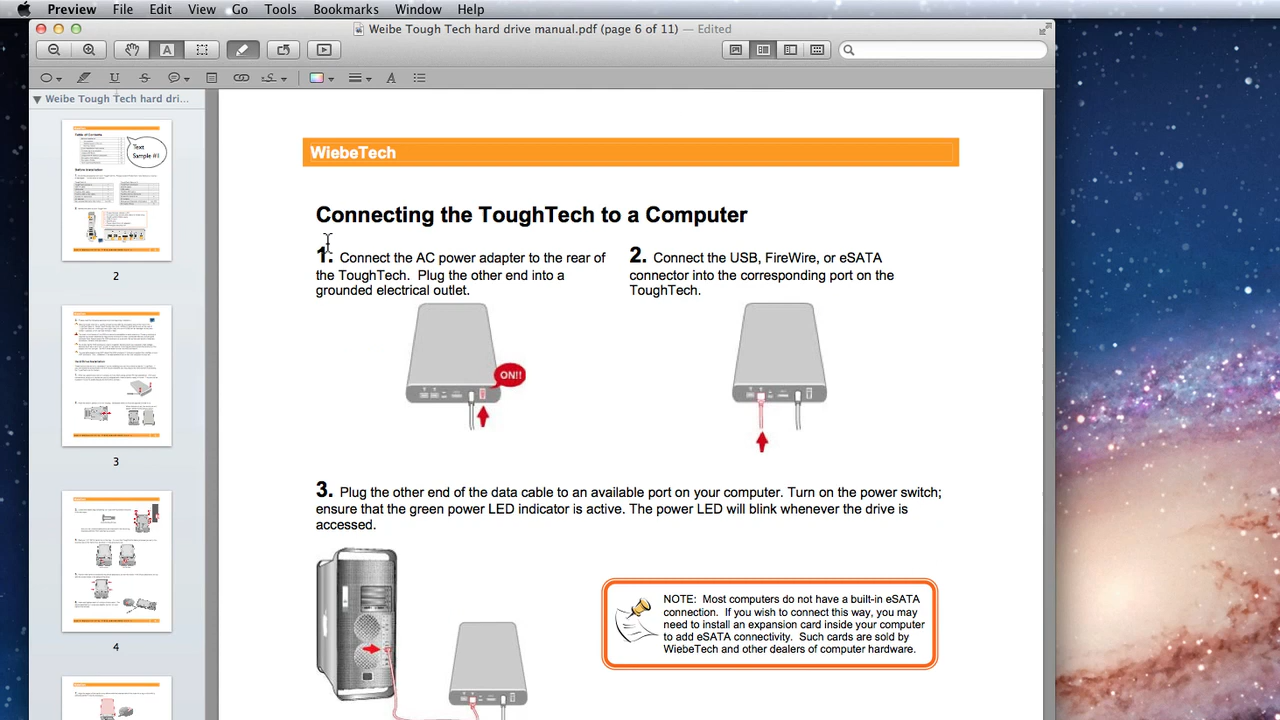 Preview File Edit View Go Tools Bookmarks Window Help
Weibe Tough Tech hard drive manual.pdf (page 6 of 11) — Edited
Weibe Tough Tech hard dri...
Text
Sample #1
2
3
4
WiebeTech
Connecting the ToughTech to a Computer
1. Connect the AC power adapter to the rear of
the ToughTech. Plug the other end into a
grounded electrical outlet.
ON!!
2. Connect the USB, FireWire, or eSATA
connector into the corresponding port on the
ToughTech.
3. Plug the other end of the data cable to an available port on your computer. Turn on the power switch;
ensure that the green power LED indicator is active. The power LED will blink whenever the drive is
accessed.
NOTE: Most computers do not have a built-in eSATA
connection. If you wish to connect this way, you may
need to install an expansion card inside your computer
to add eSATA connectivity. Such cards are sold by
WiebeTech and other dealers of computer hardware.